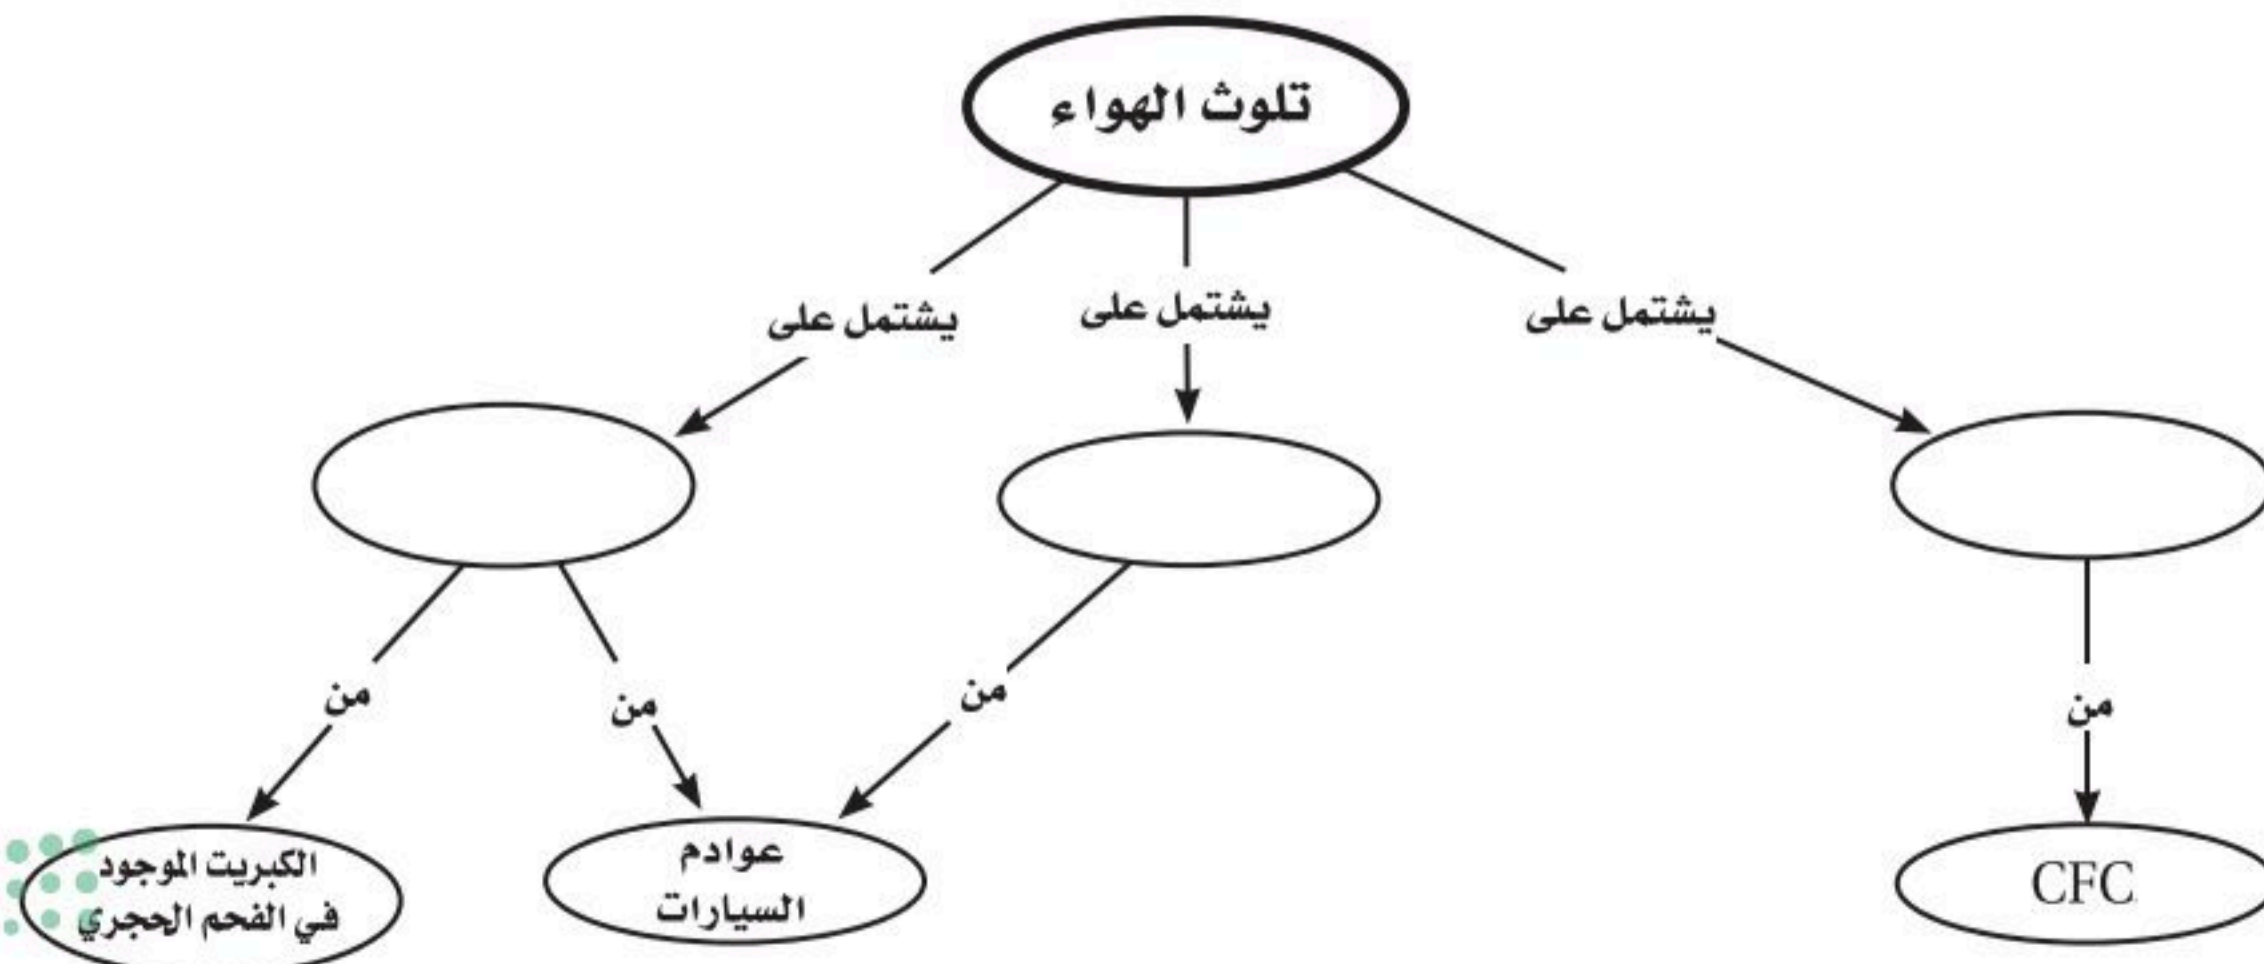 تلوث الهواء
يشتمل على
يشتمل على
يشتمل على
من
من
من
من
CFC
عوادم
السيارات
الكبريت الموجود
في الفحم الحجري